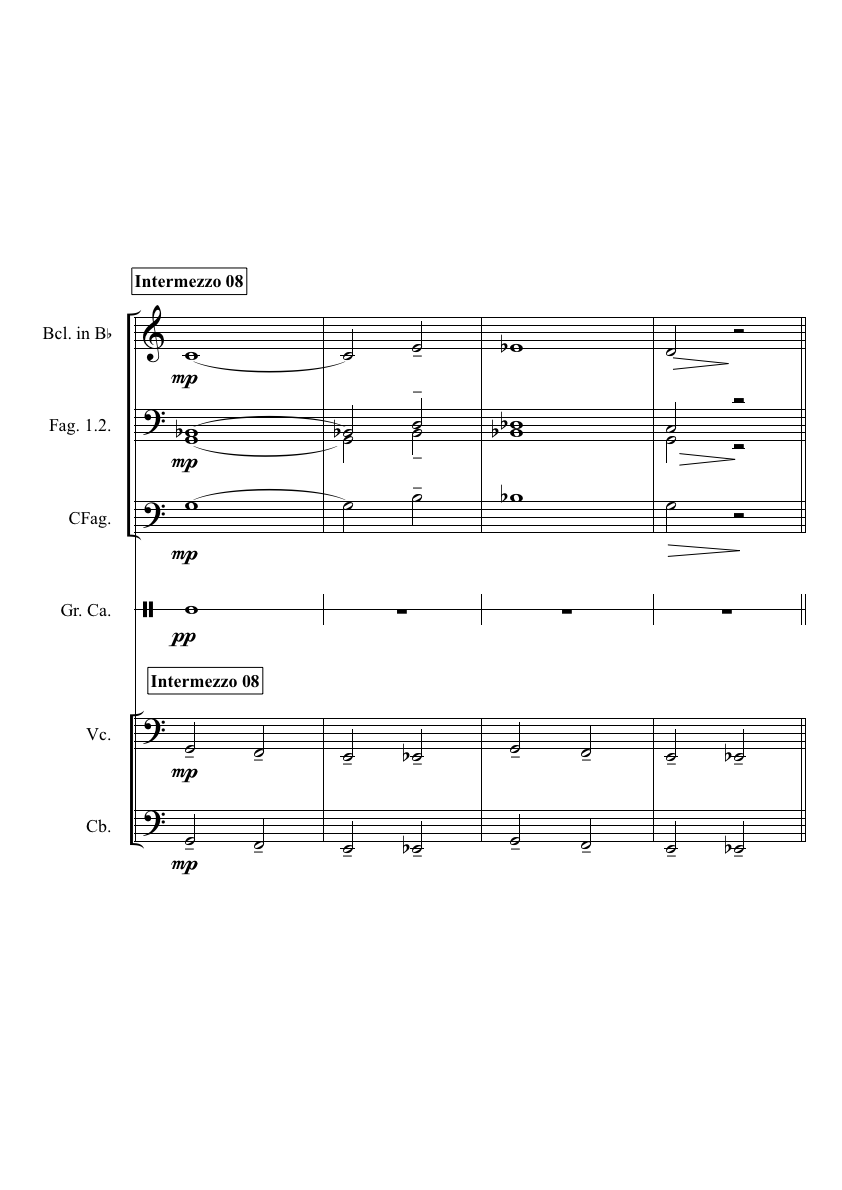 Intermezzo 08
Bcl. in B♭
mp
Fag. 1.2.
mp
CFag.
mp
Gr. Ca.
pp
Intermezzo 08
Vc.
mp
Cb.
mp